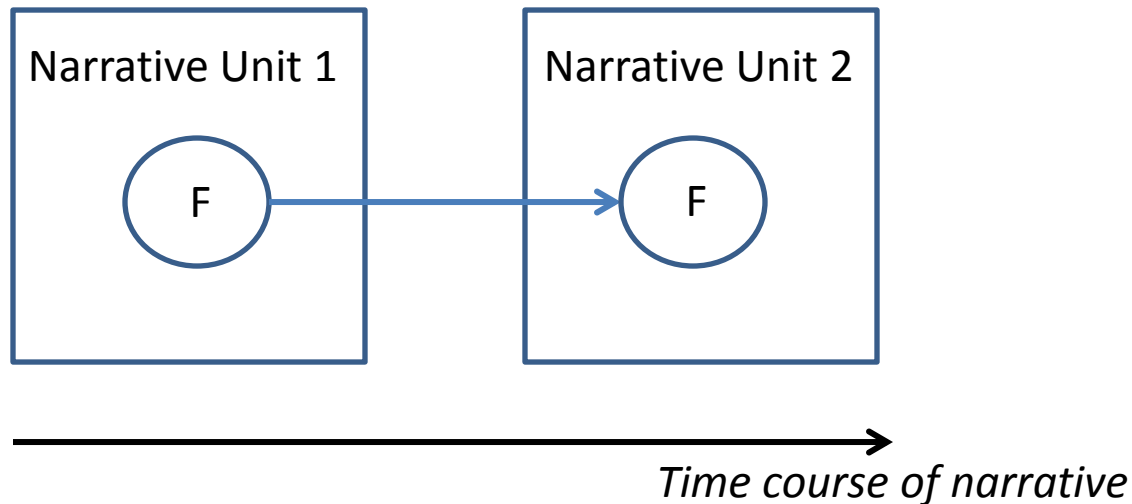 Narrative Unit 1
Narrative Unit 2
F
F
Time course of narrative